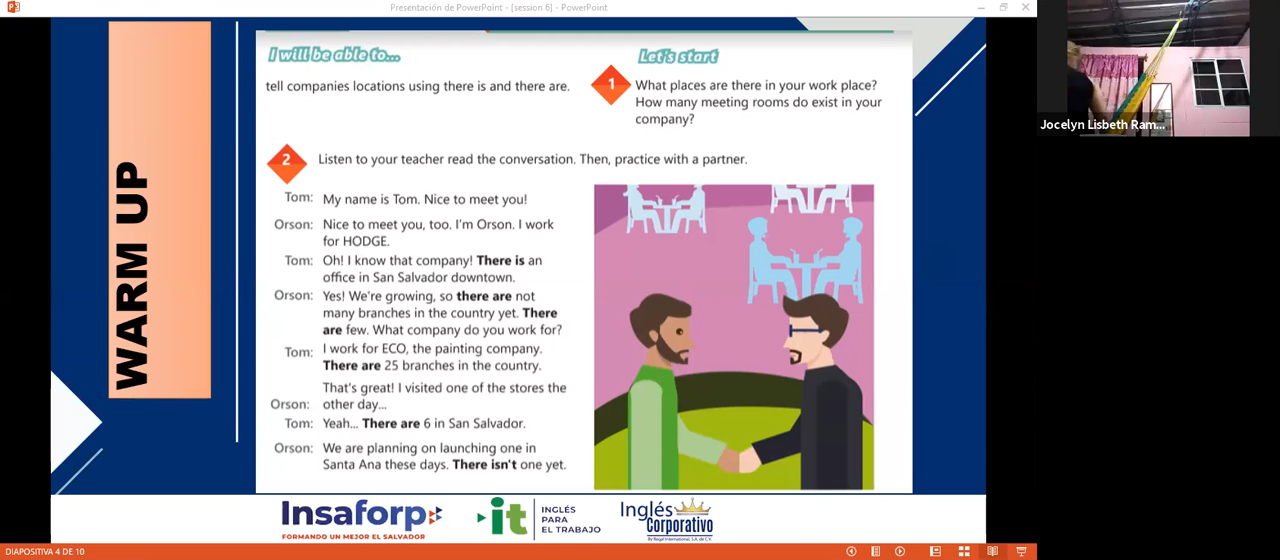 Presentación de PowerPoint - [session 6] - PowerPoint
WARM UP
I will be able to...
tell companies locations using there is and there are.
Let's start
1
What places are there in your work place?
How many meeting rooms do exist in your
company?
2
Listen to your teacher read the conversation. Then, practice with a partner.
Tom: My name is Tom. Nice to meet you!
Orson: Nice to meet you, too. I'm Orson. I work
for HODGE.
Tom: Oh! I know that company! There is an
office in San Salvador downtown.
Orson: Yes! We're growing, so there are not
many branches in the country yet. There
are few. What company do you work for?
Tom: I work for ECO, the painting company.
There are 25 branches in the country.
That's great! I visited one of the stores the
Orson: other day...
Tom: Yeah... There are 6 in San Salvador.
Orson: We are planning on launching one in
Santa Ana these days. There isn't one yet.
Insaforp
FORMANDO UN MEJOR EL SALVADOR
it
INGLÉS
PARA
EL TRABAJO
Inglés
Corporativo
By Regal International, S.A. de C.V.
Jocelyn Lisbeth Ram...
DIAPOSITIVA 4 DE 10